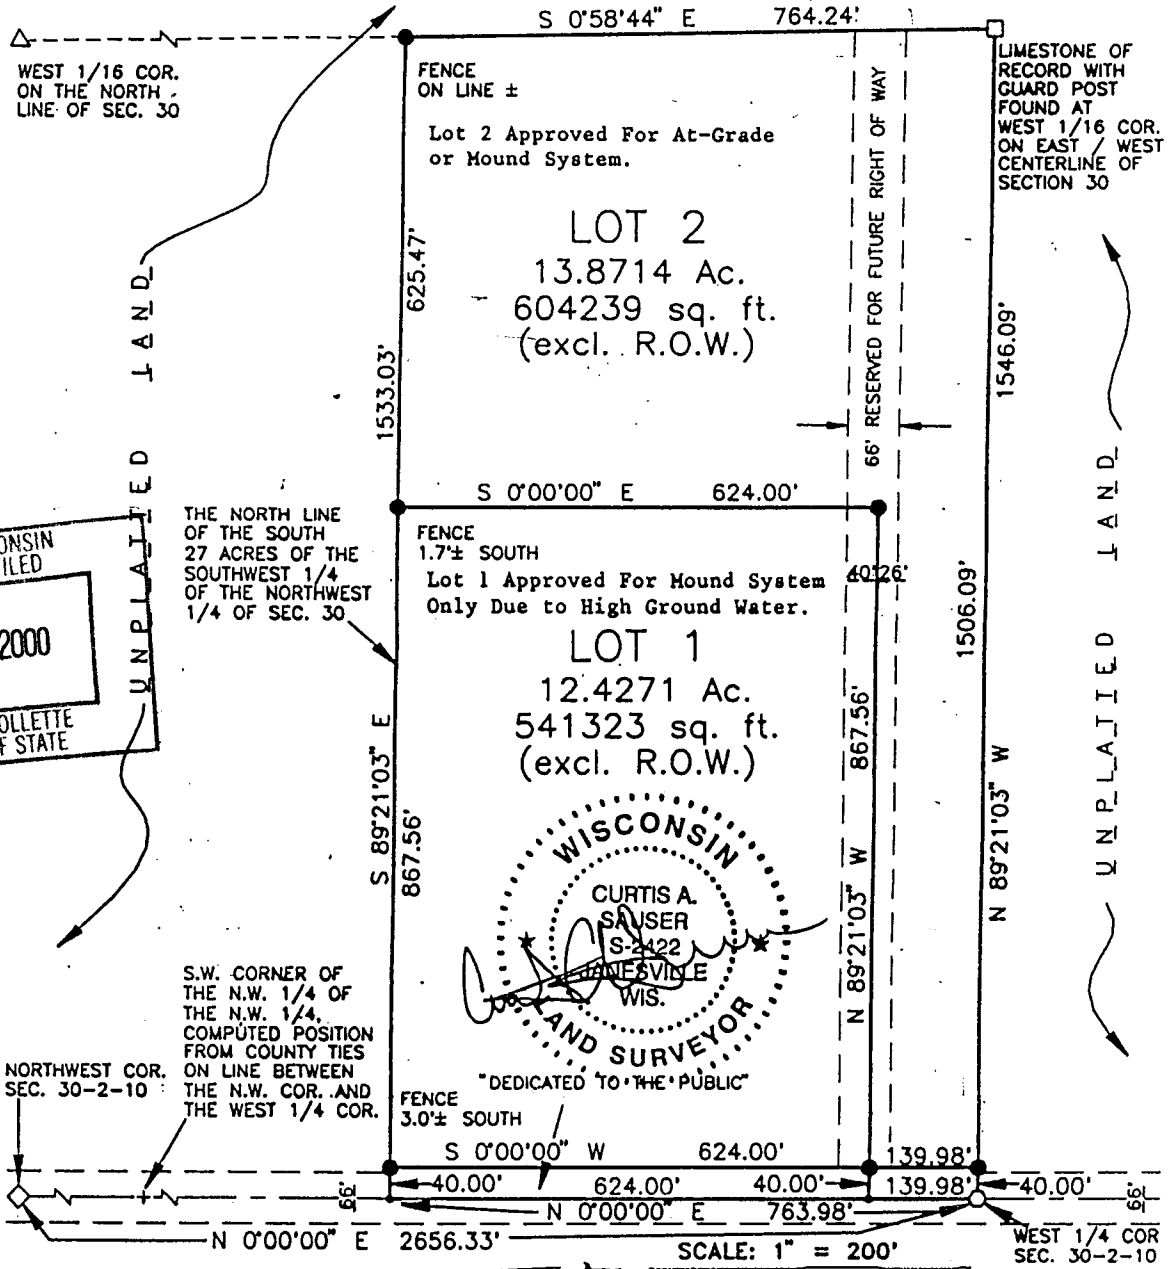 S 0°58'44" E 764.24'
WEST 1/16 COR.
ON THE NORTH
LINE OF SEC. 30
FENCE
ON LINE ±
Lot 2 Approved For At-Grade
or Mound System.
LIMESTONE OF
RECORD WITH
GUARD POST
FOUND AT
WEST 1/16 COR.
ON EAST / WEST
CENTERLINE OF
SECTION 30
66' RESERVED FOR FUTURE RIGHT OF WAY
LOT 2
13.8714 Ac.
604239 sq. ft.
(excl. R.O.W.)
625.47'
1533.03'
1546.09'
UNPLATTED LAND
UNPLATTED LAND
S 0°00'00" E 624.00'
THE NORTH LINE
OF THE SOUTH
27 ACRES OF THE
SOUTHWEST 1/4
OF THE NORTHWEST
1/4 OF SEC. 30
FENCE
1.7'± SOUTH
Lot 1 Approved For Mound System
Only Due to High Ground Water.
40' 26'
LOT 1
12.4271 Ac.
541323 sq. ft.
(excl. R.O.W.)
1506.09'
867.56'
N 89°21'03" W
N 89°21'03" W
S 89°21'03" E
867.56'
ONSIN
ILED
2000
OLLETTE
F STATE
WISCONSIN
CURTIS A.
SAUSER
S-2422
JANESVILLE
WIS.
LAND SURVEYOR
"DEDICATED TO THE PUBLIC"
S.W. CORNER OF
THE N.W. 1/4 OF
THE N.W. 1/4,
COMPUTED POSITION
FROM COUNTY TIES
ON LINE BETWEEN
THE N.W. COR. AND
THE WEST 1/4 COR.
NORTHWEST COR.
SEC. 30-2-10
FENCE
3.0'± SOUTH
S 0°00'00" W 624.00' 139.98'
40.00' 624.00' 40.00' 139.98' 40.00'
66'
66'
N 0°00'00" E 763.98'
N 0°00'00" E 2656.33'
SCALE: 1" = 200'
WEST 1/4 COR
SEC. 30-2-10